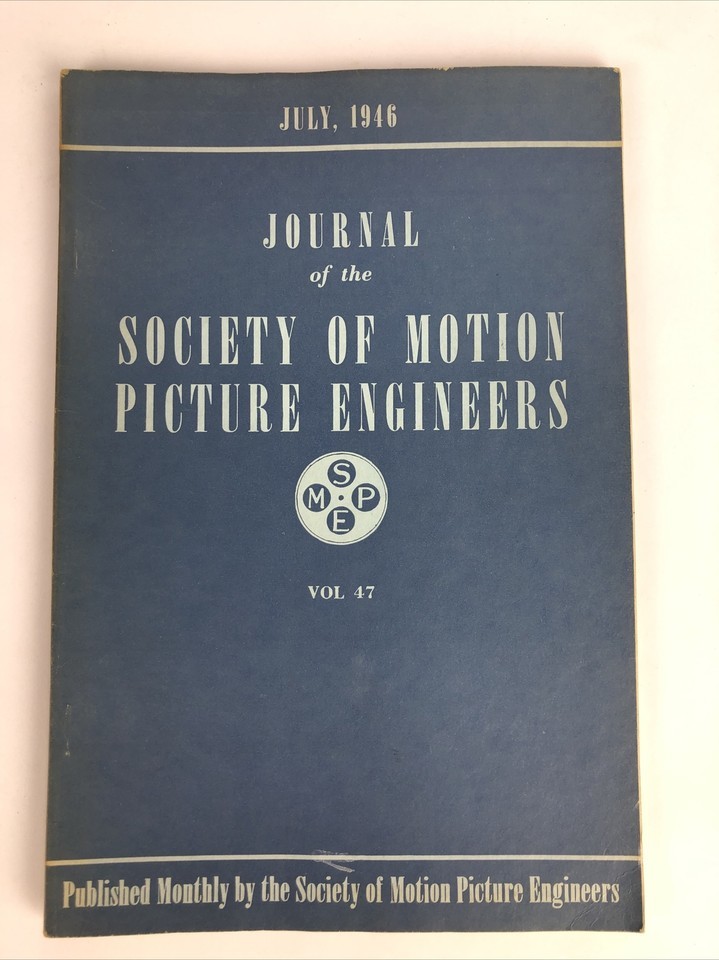 JULY, 1946
JOURNAL
of the
SOCIETY OF MOTION
PICTURE ENGINEERS
S
M P
E
VOL 47
Published Monthly by the Society of Motion Picture Engineers